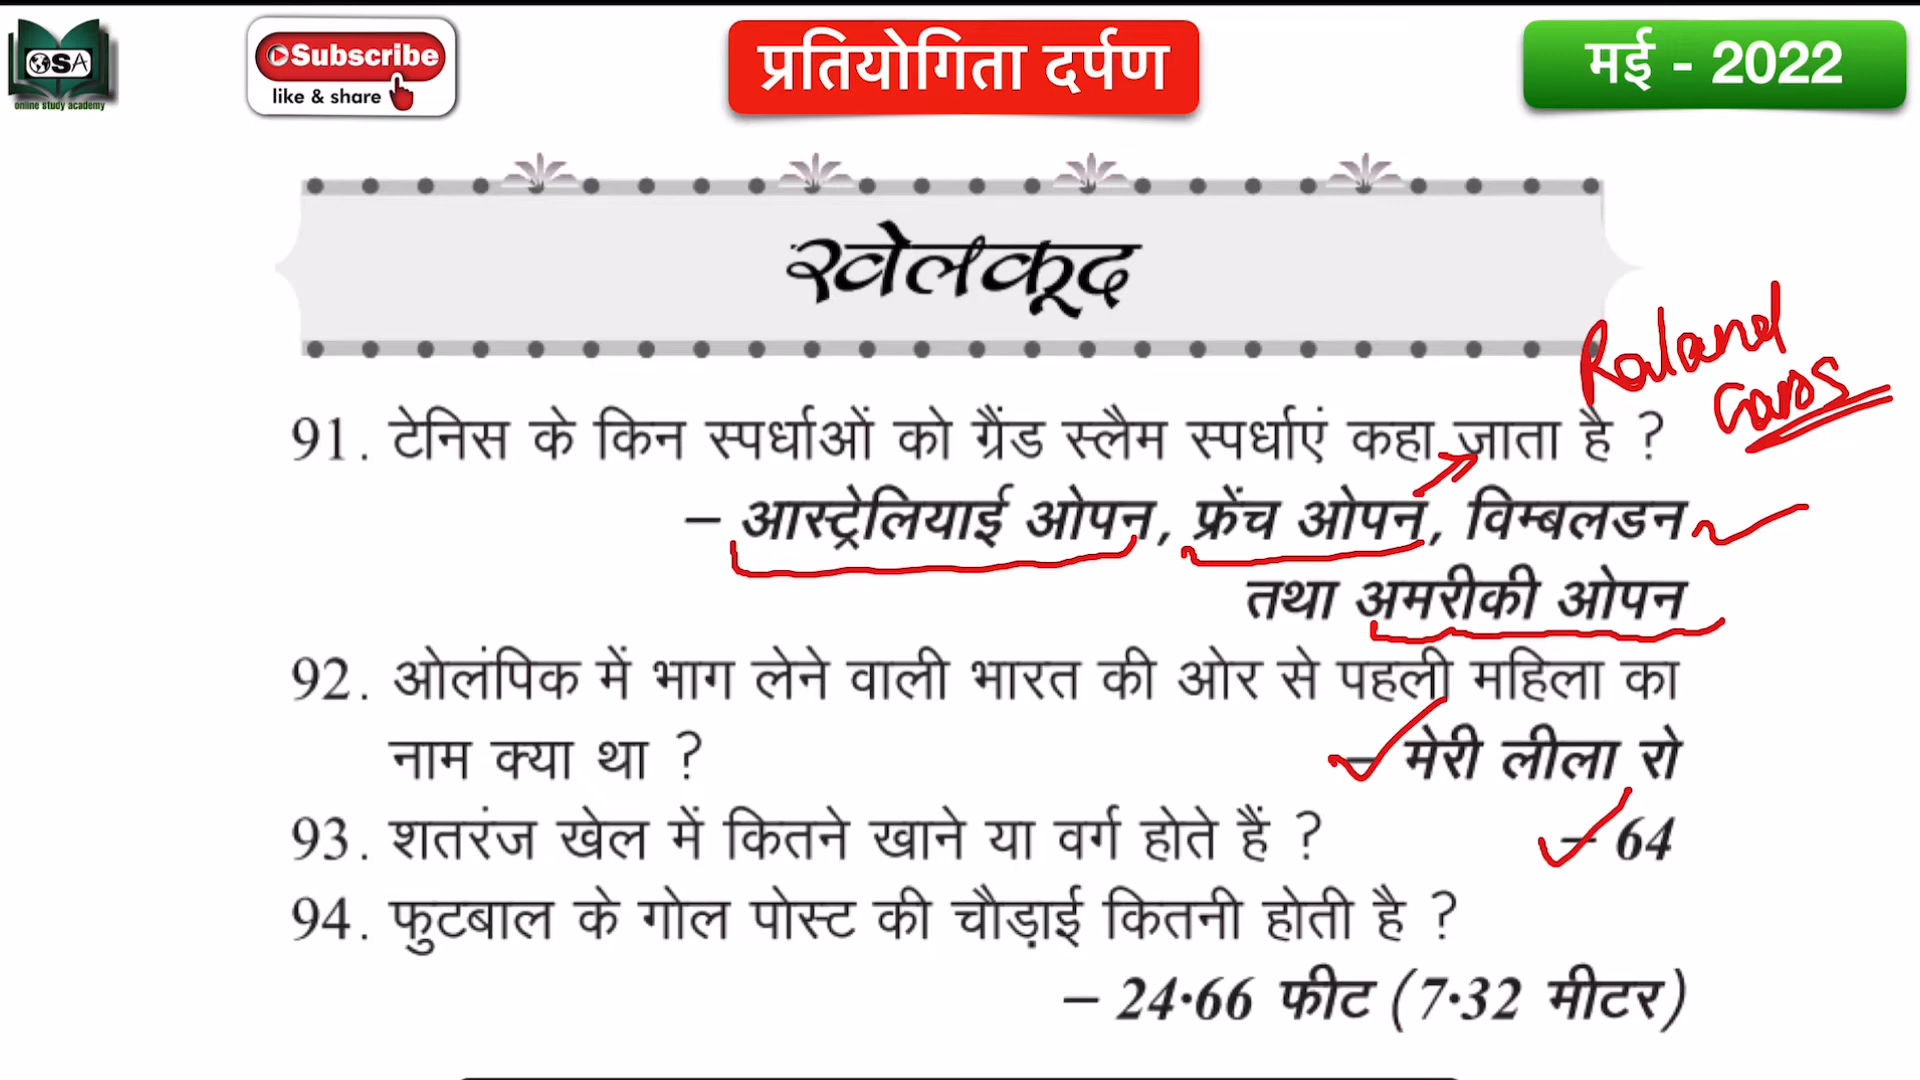 OSA
online study academy
Subscribe
like & share
प्रतियोगिता दर्पण
मई - 2022
खेलकूद
Roland
Garos
91. टेनिस के किन स्पर्धाओं को ग्रैंड स्लैम स्पर्धाएं कहा जाता है ?
– आस्ट्रेलियाई ओपन, फ्रेंच ओपन, विम्बलडन
तथा अमरीकी ओपन
92. ओलंपिक में भाग लेने वाली भारत की ओर से पहली महिला का
नाम क्या था ? – मेरी लीला रो
93. शतरंज खेल में कितने खाने या वर्ग होते हैं ? – 64
94. फुटबाल के गोल पोस्ट की चौड़ाई कितनी होती है ?
– 24·66 फीट (7·32 मीटर)